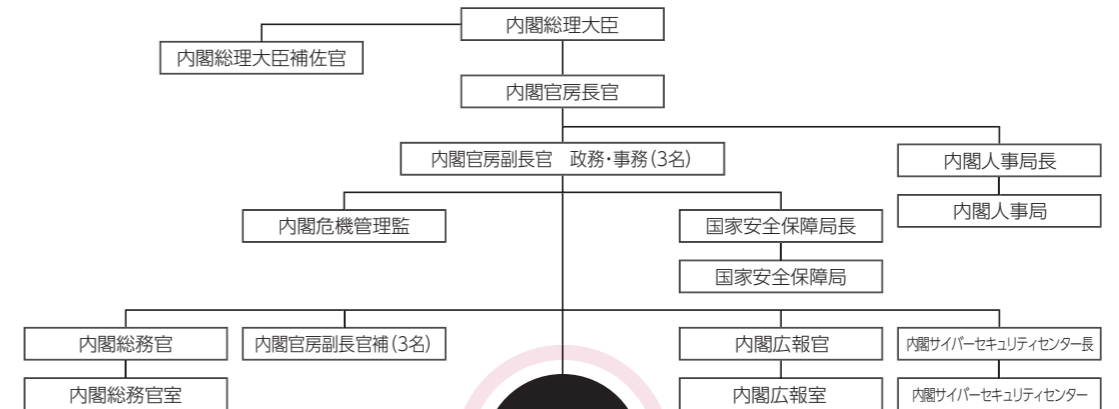 内閣総理大臣
内閣総理大臣補佐官
内閣官房長官
内閣官房副長官　政務・事務(3名)
内閣人事局長
内閣人事局
内閣危機管理監
国家安全保障局長
国家安全保障局
内閣総務官
内閣官房副長官補(3名)
内閣広報官
内閣サイバーセキュリティセンター長
内閣総務官室
内閣広報室
内閣サイバーセキュリティセンター